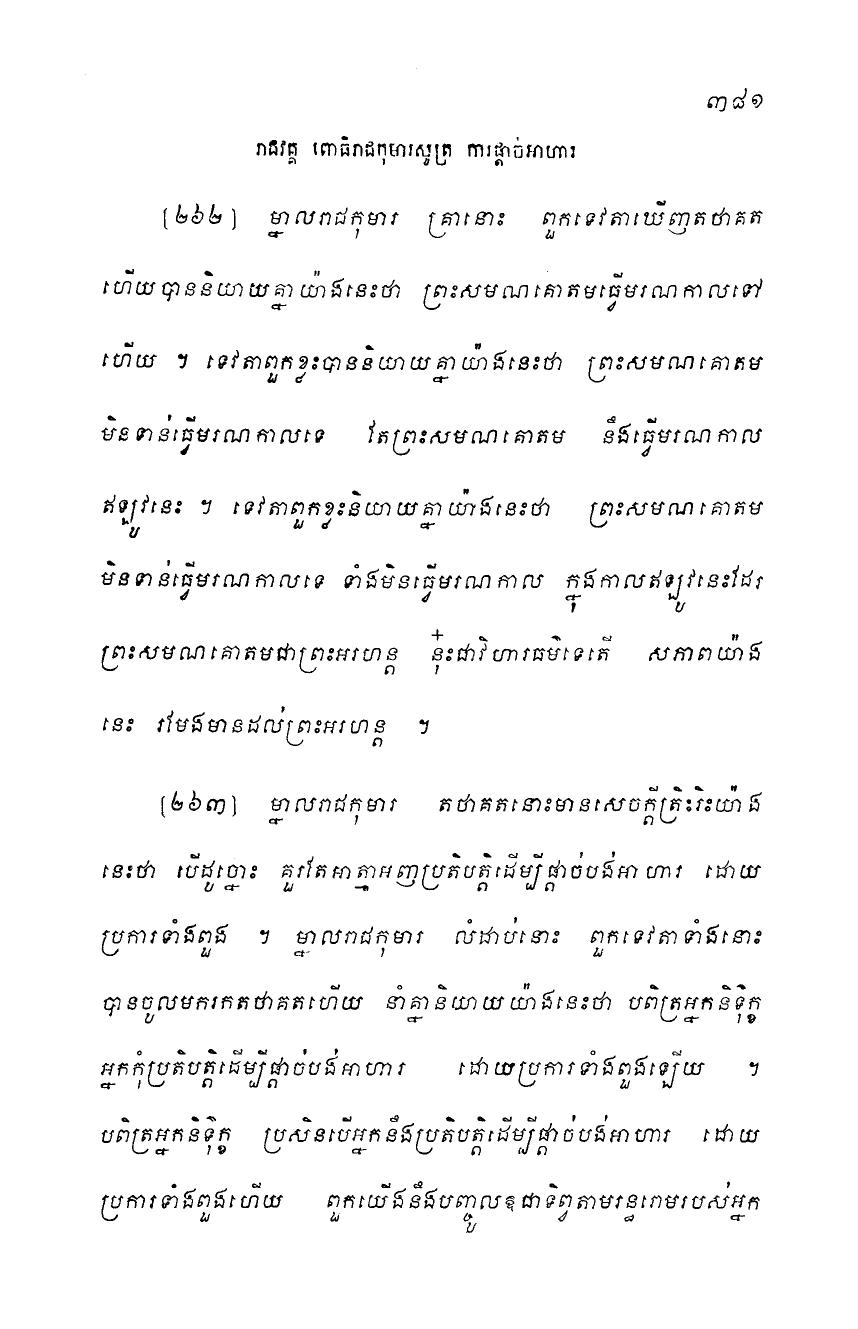 ៣៨១
រាជវគ្គ ពោធិរាជកុមារសូត្រ ការផ្តាច់អាហារ
[២៦២] ម្នាលរាជកុមារ គ្រានោះ ពួកទេវតាឃើញតថាគត
ហើយបាននិយាយគ្នាយ៉ាងនេះថា ព្រះសមណគោតមធ្វើមរណកាលទៅ
ហើយ ។ ទេវតាពួកខ្លះបាននិយាយគ្នាយ៉ាងនេះថា ព្រះសមណគោតម
មិនទាន់ធ្វើមរណកាលទេ តែព្រះសមណគោតម នឹងធ្វើមរណកាល
ឥឡូវនេះ ។ ទេវតាពួកខ្លះនិយាយគ្នាយ៉ាងនេះថា ព្រះសមណគោតម
មិនទាន់ធ្វើមរណកាលទេ ទាំងមិនធ្វើមរណកាល ក្នុងកាលឥឡូវនេះដែរ
ព្រះសមណគោតមជាព្រះអរហន្ត នុ៎ះជាវិហារធម៌ទេតើ សភាពយ៉ាង
នេះ រមែងមានដល់ព្រះអរហន្ត ។
[២៦៣] ម្នាលរាជកុមារ តថាគតនោះមានសេចក្តីត្រិះរិះយ៉ាង
នេះថា បើដូច្នោះ គួរតែអាត្មាអញប្រតិបត្តិដើម្បីផ្តាច់បង់អាហារ ដោយ
ប្រការទាំងពួង ។ ម្នាលរាជកុមារ លំដាប់នោះ ពួកទេវតាទាំងនោះ
បានចូលមករកតថាគតហើយ នាំគ្នានិយាយយ៉ាងនេះថា បពិត្រអ្នកនិទ៌ុក្ខ
អ្នកកុំប្រតិបត្តិដើម្បីផ្តាច់បង់អាហារ ដោយប្រការទាំងពួងឡើយ ។
បពិត្រអ្នកនិទ៌ុក្ខ ប្រសិនបើអ្នកនឹងប្រតិបត្តិដើម្បីផ្តាច់បង់អាហារ ដោយ
ប្រការទាំងពួងហើយ ពួកយើងនឹងបញ្ចូលឱជាទិព្វតាមរន្ធរោមរបស់អ្នក